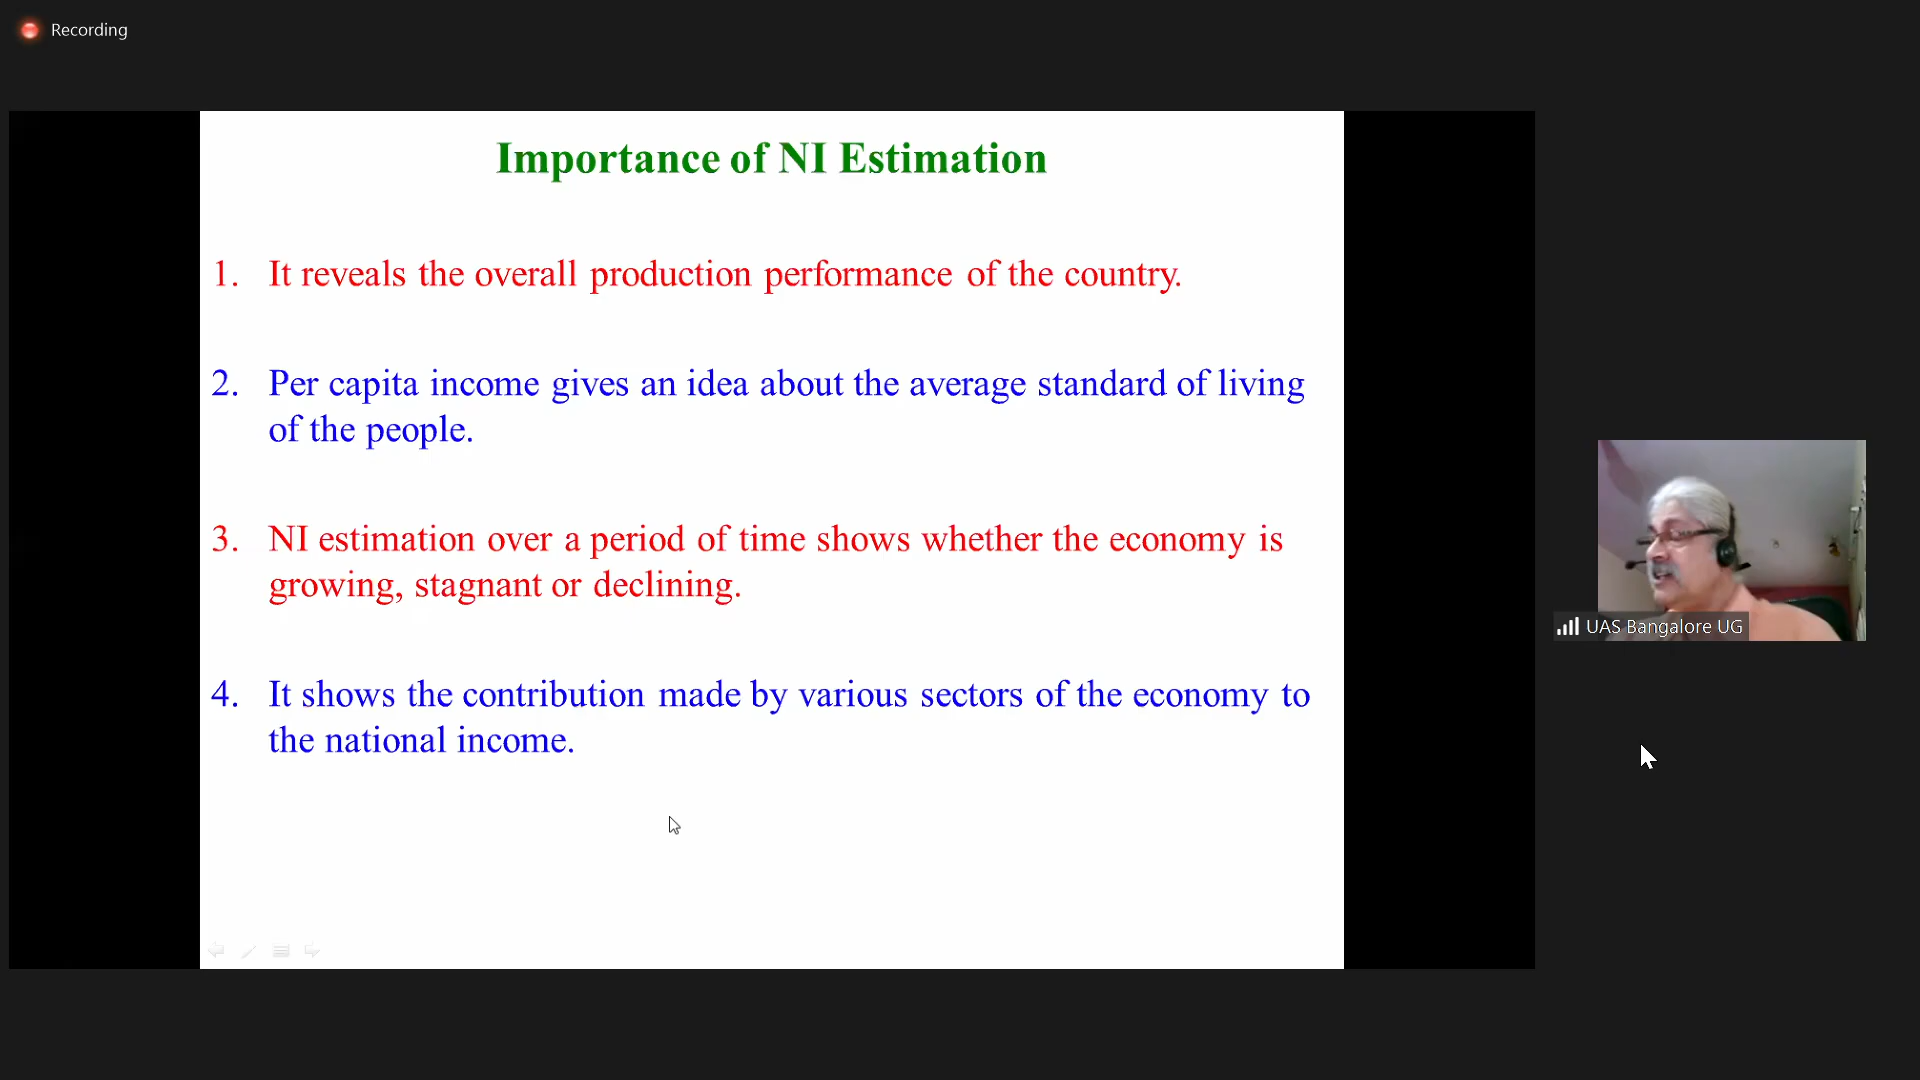 Recording
Importance of NI Estimation
1. It reveals the overall production performance of the country.
2. Per capita income gives an idea about the average standard of living
of the people.
3. NI estimation over a period of time shows whether the economy is
growing, stagnant or declining.
4. It shows the contribution made by various sectors of the economy to
the national income.
UAS Bangalore UG